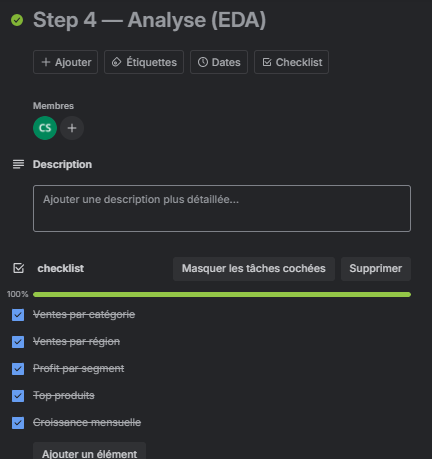 Step 4 — Analyse (EDA)
Ajouter Étiquettes Dates Checklist
Membres
CS
Description
Ajouter une description plus détaillée...
checklist Masquer les tâches cochées Supprimer
100%
Ventes par catégorie
Ventes par région
Profit par segment
Top produits
Croissance mensuelle
Ajouter un élément